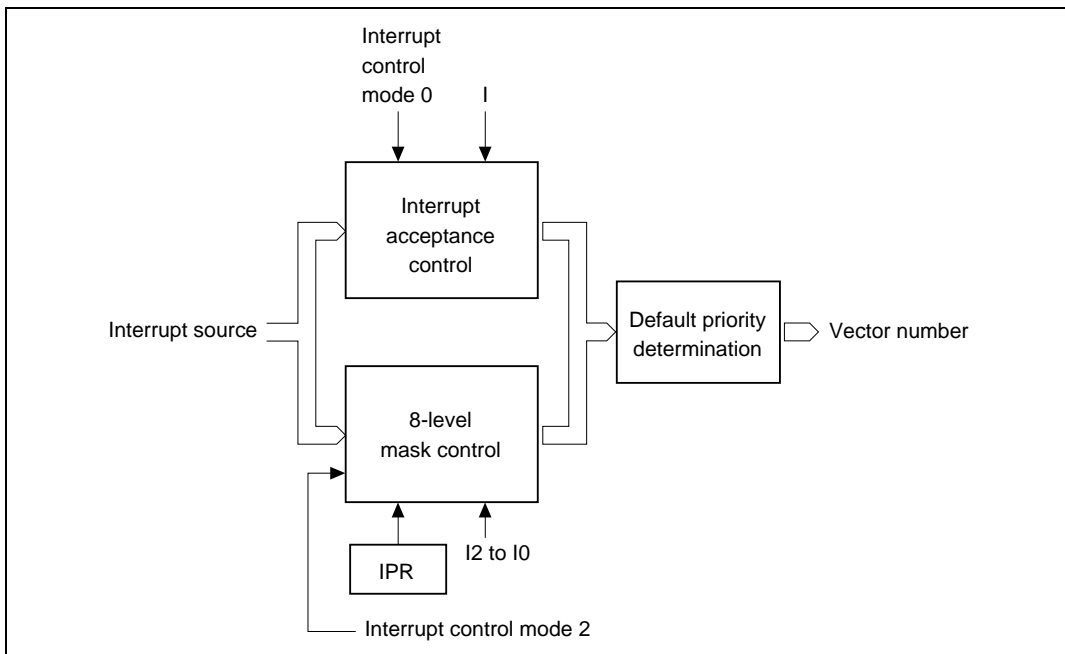 Interrupt
control
mode 0
I
Interrupt
acceptance
control
Interrupt source
Default priority
determination
Vector number
8-level
mask control
I2 to I0
IPR
Interrupt control mode 2